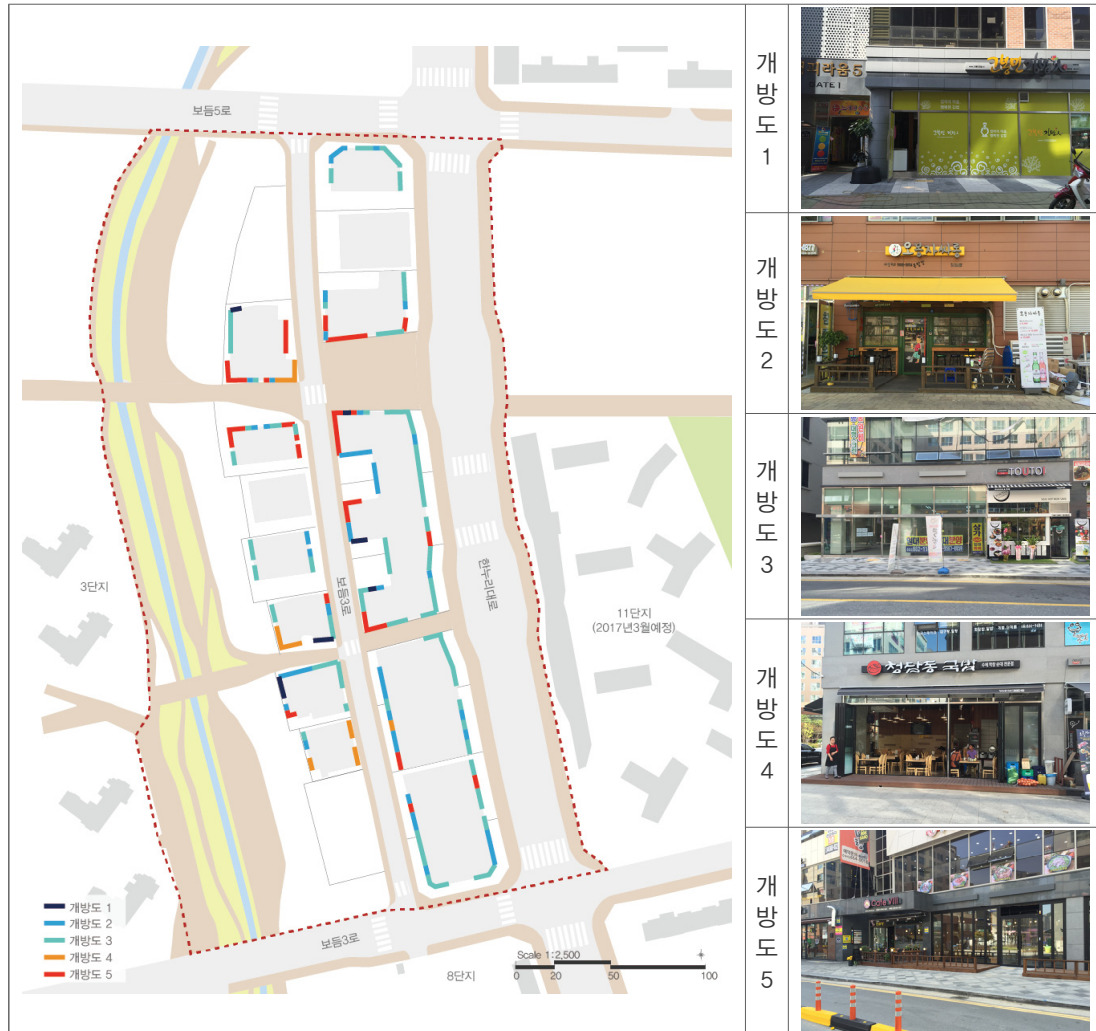 보듬5로
3단지
보듬3로
한누리대로
11단지
(2017년3월예정)
개방도 1
개방도 2
개방도 3
개방도 4
개방도 5
보듬3로
8단지
Scale 1:2,500
0 20 50 100
개
방
도
1
GATE 1
개
방
도
2
개
방
도
3
개
방
도
4
청담동 국밥
개
방
도
5